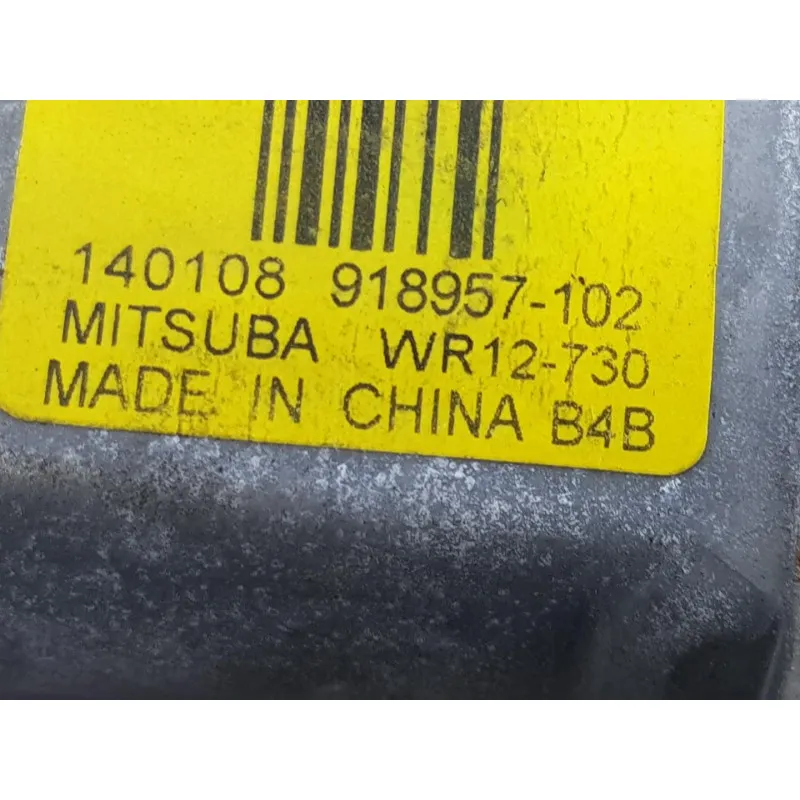 140108 918957-102
MITSUBA WR12-730
MADE IN CHINA B4B